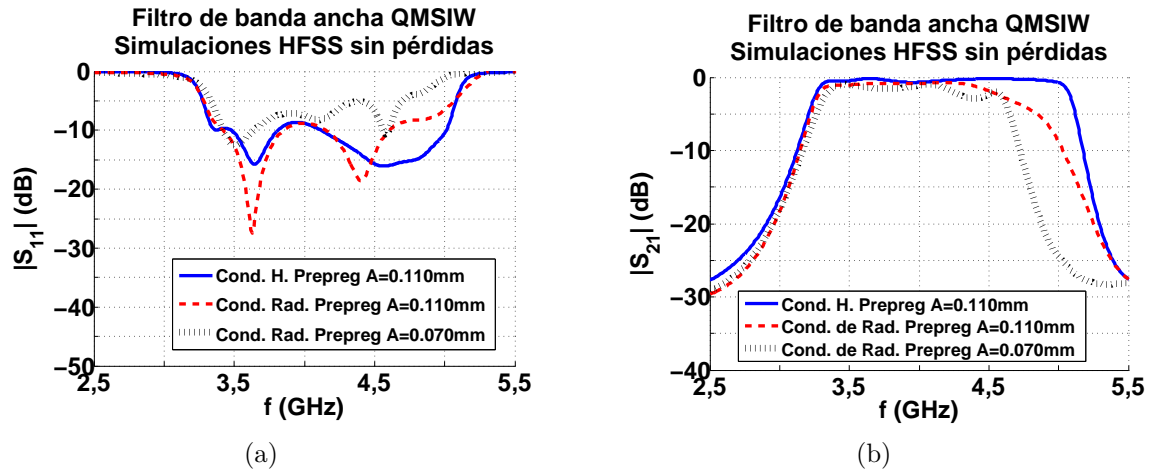 Filtro de banda ancha QMSIW
Simulaciones HFSS sin pérdidas
0
−10
−20
−30
−40
−50
|S11| (dB)
Cond. H. Prepreg A=0.110mm
Cond. Rad. Prepreg A=0.110mm
Cond. Rad. Prepreg A=0.070mm
2,5
3,5
4,5
5,5
f (GHz)
(a)
Filtro de banda ancha QMSIW
Simulaciones HFSS sin pérdidas
0
−10
−20
−30
−40
|S21| (dB)
Cond. H. Prepreg A=0.110mm
Cond. de Rad. Prepreg A=0.110mm
Cond. de Rad. Prepreg A=0.070mm
2,5
3,5
4,5
5,5
f (GHz)
(b)